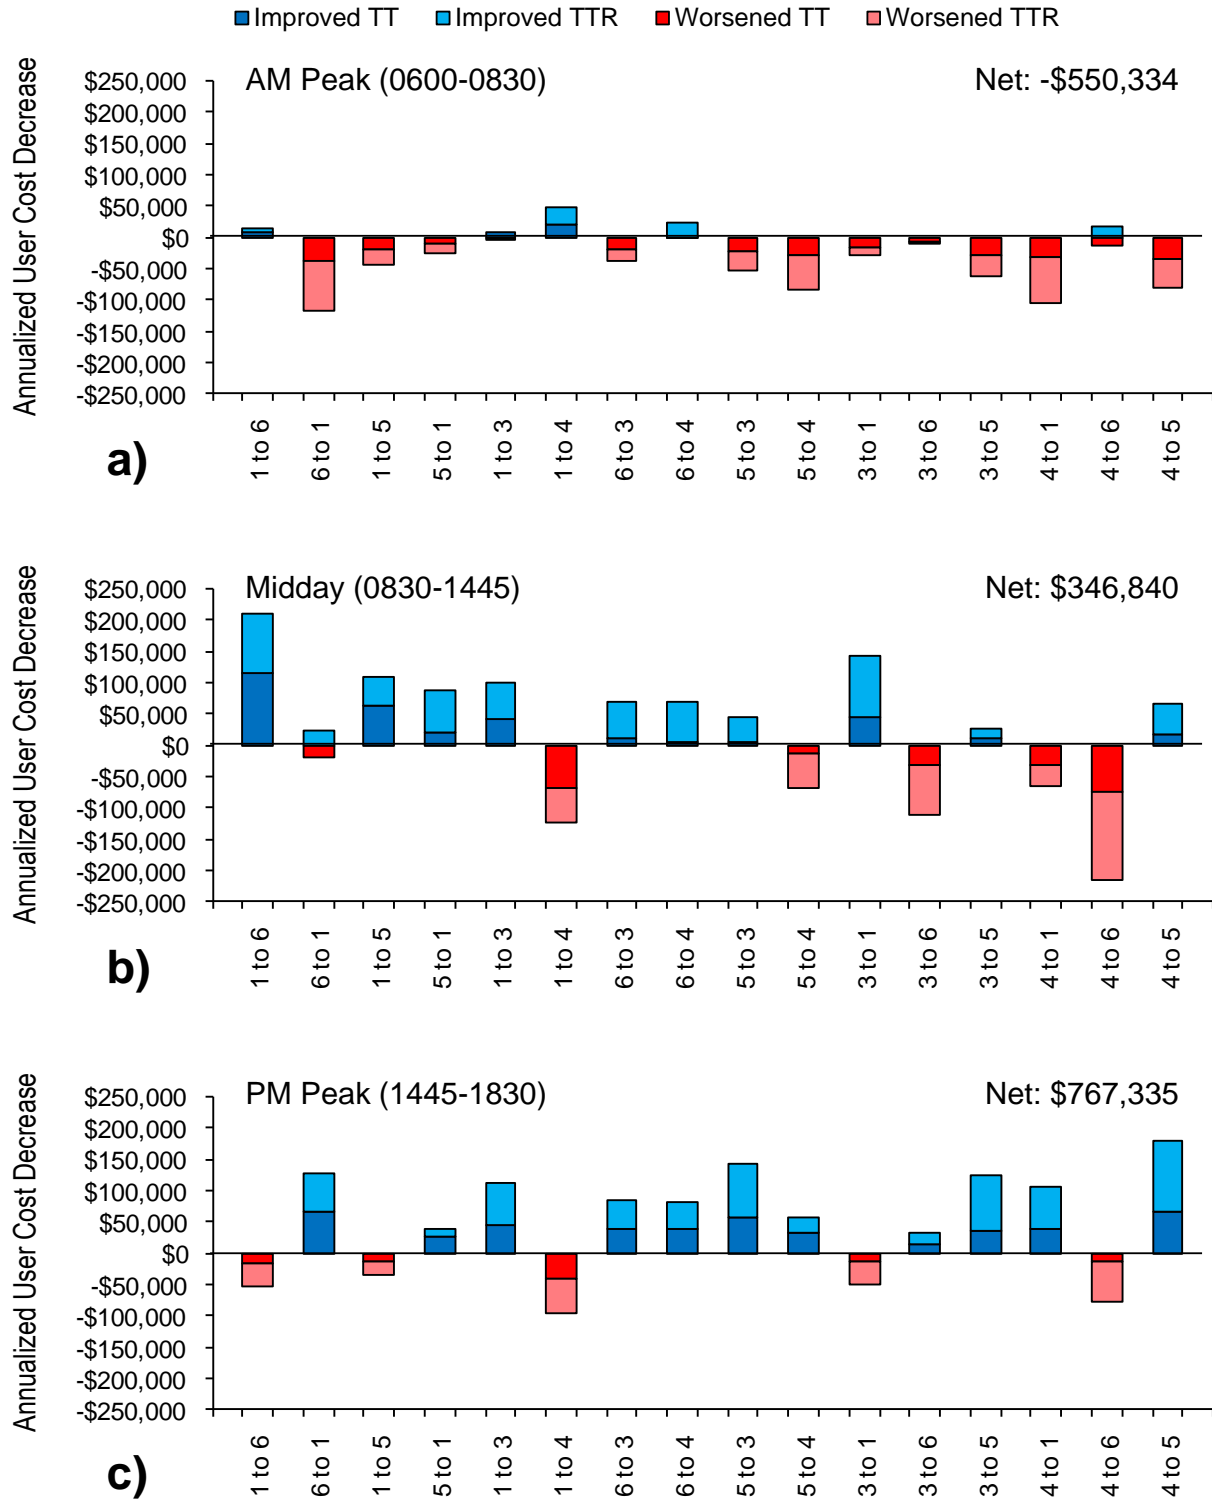 Improved TT Improved TTR Worsened TT Worsened TTR
Annualized User Cost Decrease
AM Peak (0600-0830) Net: -$550,334
$250,000
$200,000
$150,000
$100,000
$50,000
$0
-$50,000
-$100,000
-$150,000
-$200,000
-$250,000
1 to 6 6 to 1 1 to 5 5 to 1 1 to 3 1 to 4 6 to 3 6 to 4 5 to 3 5 to 4 3 to 1 3 to 6 3 to 5 4 to 1 4 to 6 4 to 5
a)
Annualized User Cost Decrease
Midday (0830-1445) Net: $346,840
$250,000
$200,000
$150,000
$100,000
$50,000
$0
-$50,000
-$100,000
-$150,000
-$200,000
-$250,000
1 to 6 6 to 1 1 to 5 5 to 1 1 to 3 1 to 4 6 to 3 6 to 4 5 to 3 5 to 4 3 to 1 3 to 6 3 to 5 4 to 1 4 to 6 4 to 5
b)
Annualized User Cost Decrease
PM Peak (1445-1830) Net: $767,335
$250,000
$200,000
$150,000
$100,000
$50,000
$0
-$50,000
-$100,000
-$150,000
-$200,000
-$250,000
1 to 6 6 to 1 1 to 5 5 to 1 1 to 3 1 to 4 6 to 3 6 to 4 5 to 3 5 to 4 3 to 1 3 to 6 3 to 5 4 to 1 4 to 6 4 to 5
c)